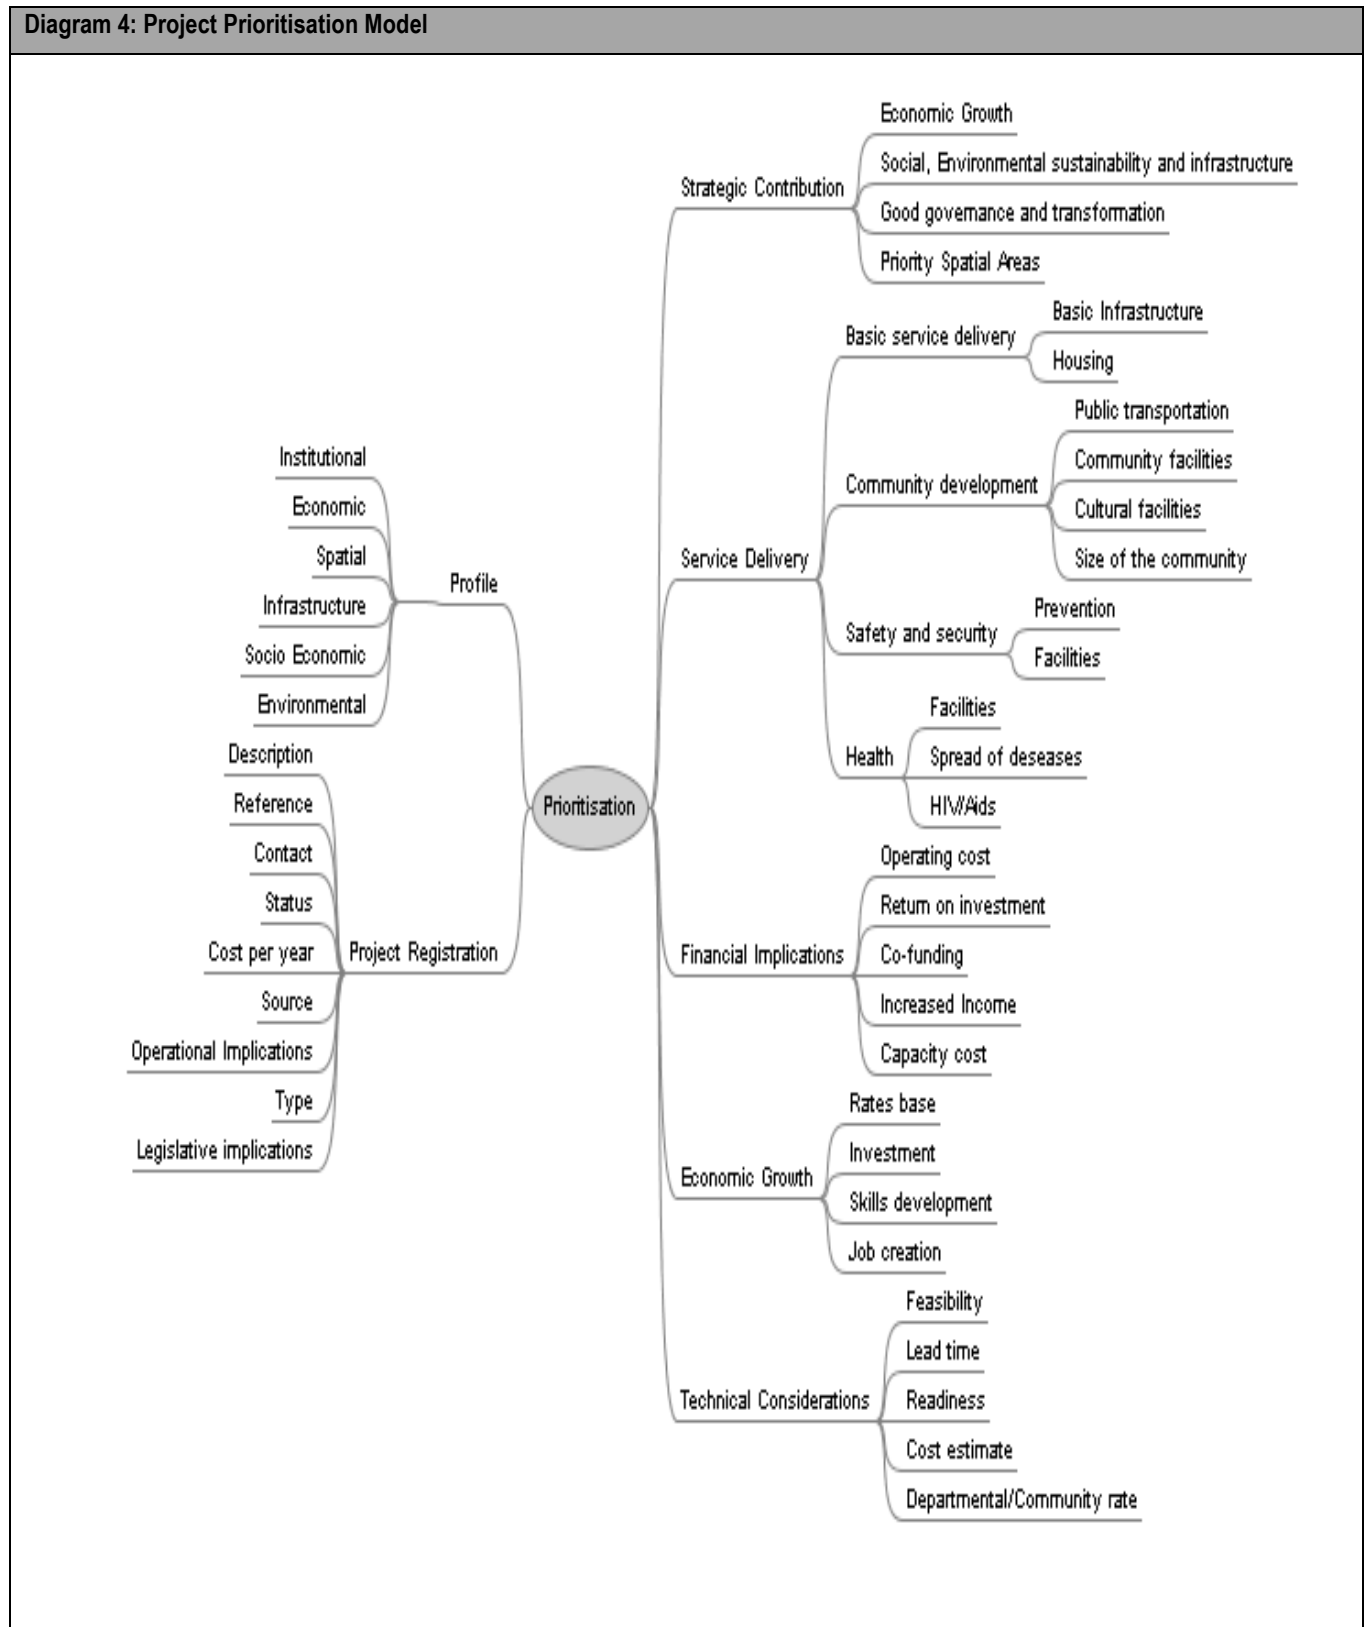 Diagram 4: Project Prioritisation Model
Prioritisation
Profile
Institutional
Economic
Spatial
Infrastructure
Socio Economic
Environmental
Project Registration
Description
Reference
Contact
Status
Cost per year
Source
Operational Implications
Type
Legislative implications
Strategic Contribution
Economic Growth
Social, Environmental sustainability and infrastructure
Good governance and transformation
Priority Spatial Areas
Service Delivery
Basic service delivery
Basic Infrastructure
Housing
Community development
Public transportation
Community facilities
Cultural facilities
Size of the community
Safety and security
Prevention
Facilities
Health
Facilities
Spread of deseases
HIV/Aids
Financial Implications
Operating cost
Return on investment
Co-funding
Increased Income
Capacity cost
Economic Growth
Rates base
Investment
Skills development
Job creation
Technical Considerations
Feasibility
Lead time
Readiness
Cost estimate
Departmental/Community rate